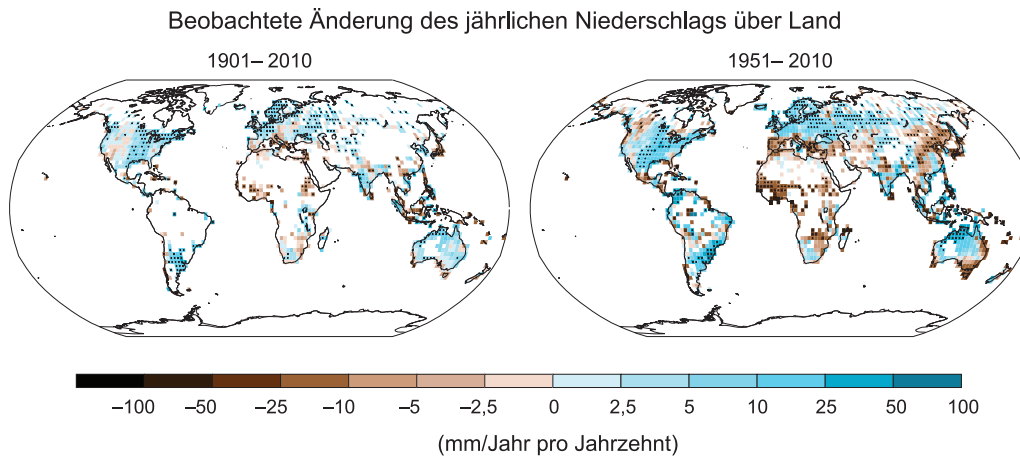 Beobachtete Änderung des jährlichen Niederschlags über Land
1901– 2010
1951– 2010
–100 –50 –25 –10 –5 –2,5 0 2,5 5 10 25 50 100
(mm/Jahr pro Jahrzehnt)